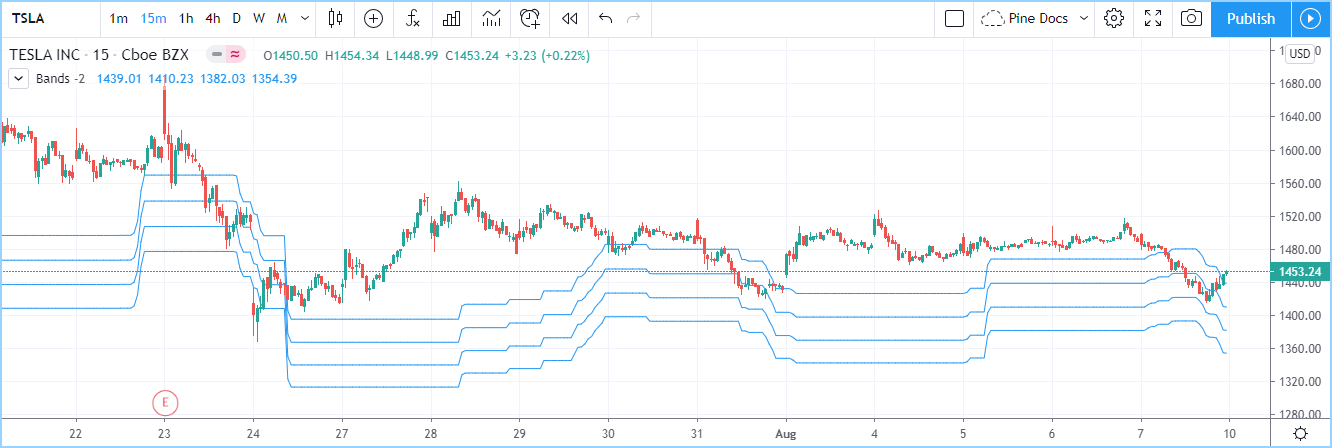 TSLA 1m 15m 1h 4h D W M Pine Docs Publish
TESLA INC · 15 · Cboe BZX O1450.50 H1454.34 L1448.99 C1453.24 +3.23 (+0.22%)
USD
Bands -2 1439.01 1410.23 1382.03 1354.39
1680.00
1640.00
1600.00
1560.00
1520.00
1480.00
1453.24
1440.00
1400.00
1360.00
1320.00
1280.00
E
22 23 24 27 28 29 30 31 Aug 4 5 6 7 10